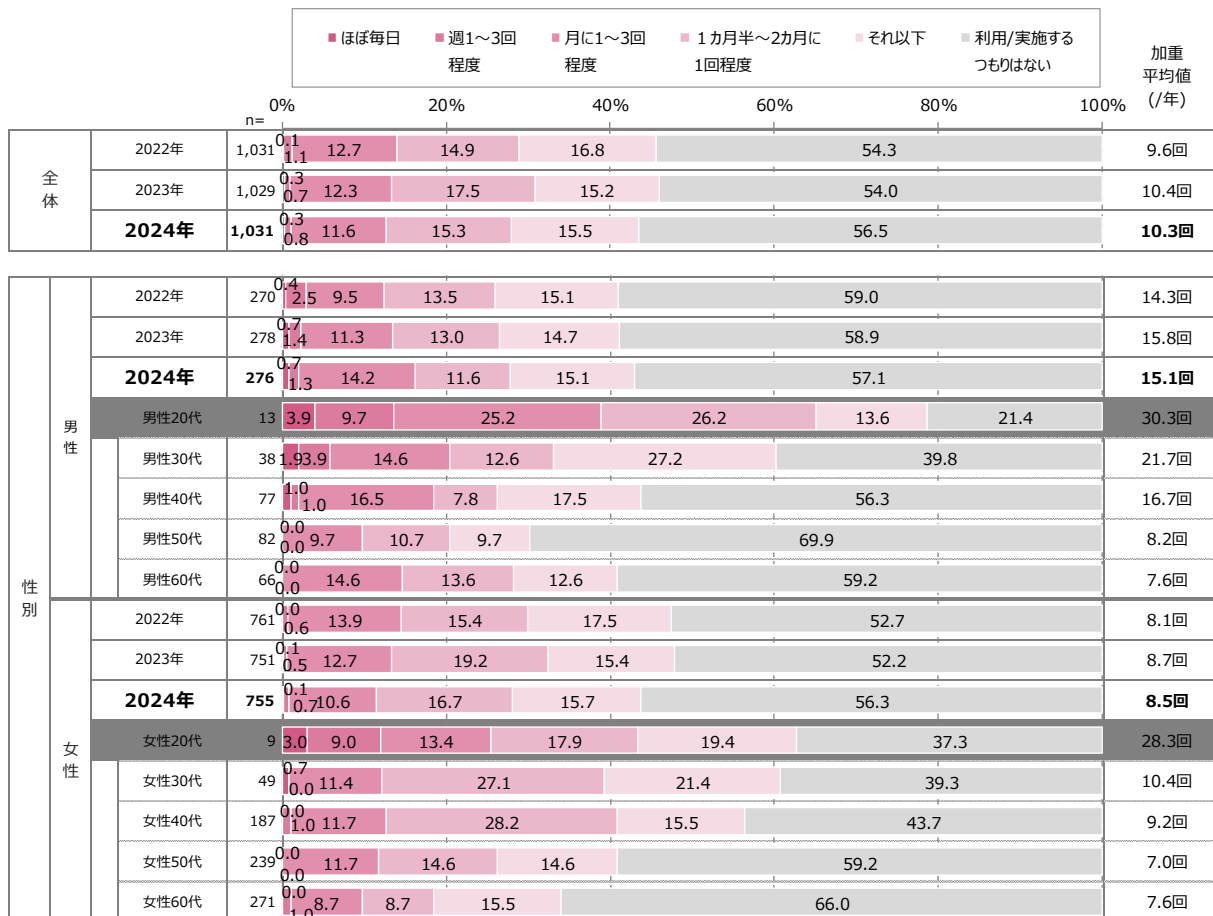 ■ ほぼ毎日 ■ 週1～3回程度 ■ 月に1～3回程度 ■ 1カ月半～2カ月に1回程度 ■ それ以下 ■ 利用/実施するつもりはない
加重平均値(/年)
0% 20% 40% 60% 80% 100%
n=
全体
2022年 1,031 0.1 1.1 12.7 14.9 16.8 54.3 9.6回
2023年 1,029 0.3 0.7 12.3 17.5 15.2 54.0 10.4回
2024年 1,031 0.3 0.8 11.6 15.3 15.5 56.5 10.3回
性別
男性
2022年 270 0.4 2.5 9.5 13.5 15.1 59.0 14.3回
2023年 278 0.7 1.4 11.3 13.0 14.7 58.9 15.8回
2024年 276 0.7 1.3 14.2 11.6 15.1 57.1 15.1回
男性20代 13 3.9 9.7 25.2 26.2 13.6 21.4 30.3回
男性30代 38 1.9 3.9 14.6 12.6 27.2 39.8 21.7回
男性40代 77 1.0 1.0 16.5 7.8 17.5 56.3 16.7回
男性50代 82 0.0 0.0 9.7 10.7 9.7 69.9 8.2回
男性60代 66 0.0 0.0 14.6 13.6 12.6 59.2 7.6回
女性
2022年 761 0.0 0.6 13.9 15.4 17.5 52.7 8.1回
2023年 751 0.1 0.5 12.7 19.2 15.4 52.2 8.7回
2024年 755 0.1 0.7 10.6 16.7 15.7 56.3 8.5回
女性20代 9 3.0 9.0 13.4 17.9 19.4 37.3 28.3回
女性30代 49 0.7 0.0 11.4 27.1 21.4 39.3 10.4回
女性40代 187 0.0 1.0 11.7 28.2 15.5 43.7 9.2回
女性50代 239 0.0 0.0 11.7 14.6 14.6 59.2 7.0回
女性60代 271 0.0 1.0 8.7 8.7 15.5 66.0 7.6回